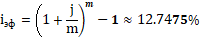 iэф = (1 + j/m)^m − 1 ≈ 12.7475%